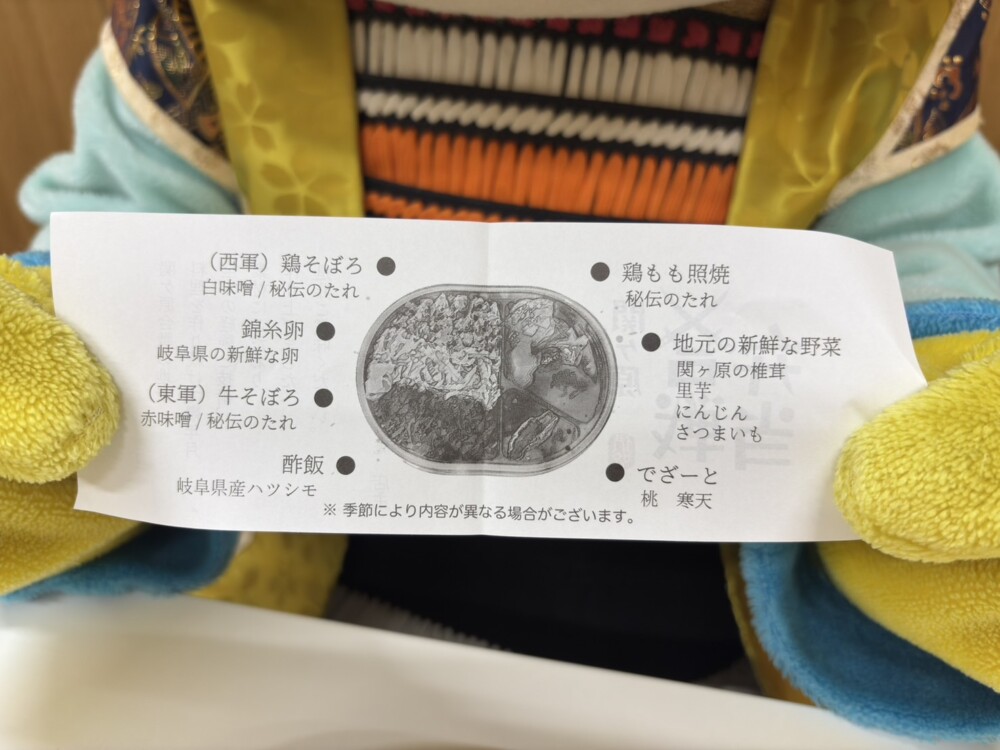 （西軍）鶏そぼろ
白味噌 / 秘伝のたれ
錦糸卵
岐阜県の新鮮な卵
（東軍）牛そぼろ
赤味噌 / 秘伝のたれ
酢飯
岐阜県産ハツシモ
鶏もも照焼
秘伝のたれ
地元の新鮮な野菜
関ヶ原の椎茸
里芋
にんじん
さつまいも
でざーと
桃　寒天
※ 季節により内容が異なる場合がございます。